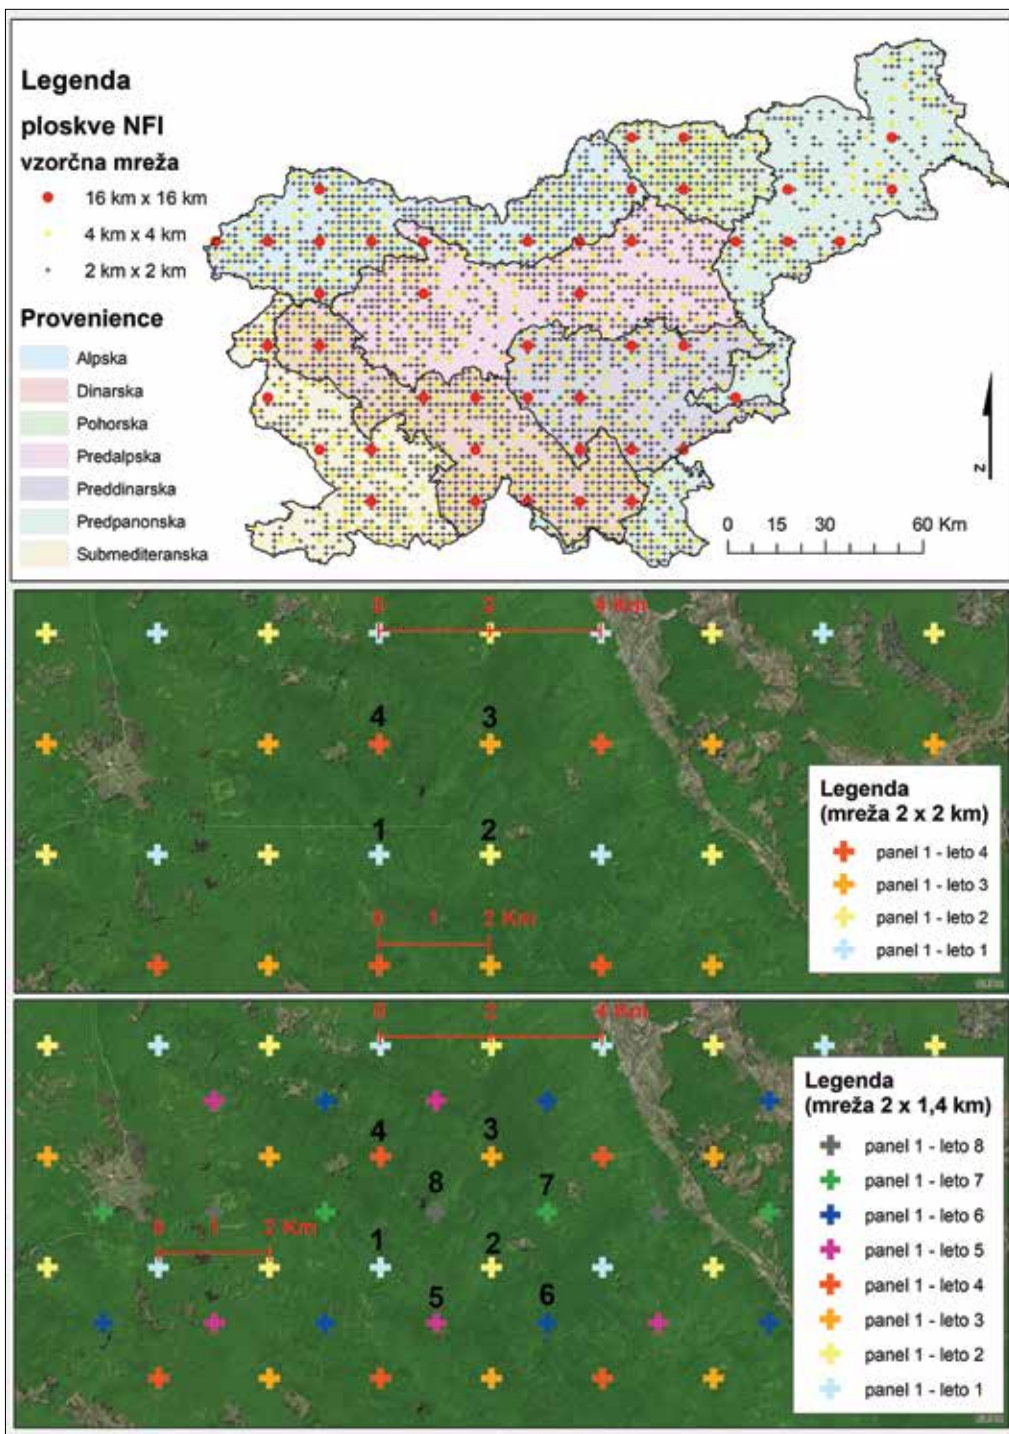 Legenda
ploskve NFI
vzorčna mreža
16 km x 16 km
4 km x 4 km
2 km x 2 km
Provenience
Alpska
Dinarska
Pohorska
Predalpska
Preddinarska
Predpanonska
Submediteranska
N
0 15 30 60 Km
0 2 4 Km
4 3
1 2
0 1 2 Km
Legenda
(mreža 2 x 2 km)
panel 1 - leto 4
panel 1 - leto 3
panel 1 - leto 2
panel 1 - leto 1
0 2 4 Km
4 3
8 7
0 1 2 Km
1 2
5 6
Legenda
(mreža 2 x 1,4 km)
panel 1 - leto 8
panel 1 - leto 7
panel 1 - leto 6
panel 1 - leto 5
panel 1 - leto 4
panel 1 - leto 3
panel 1 - leto 2
panel 1 - leto 1